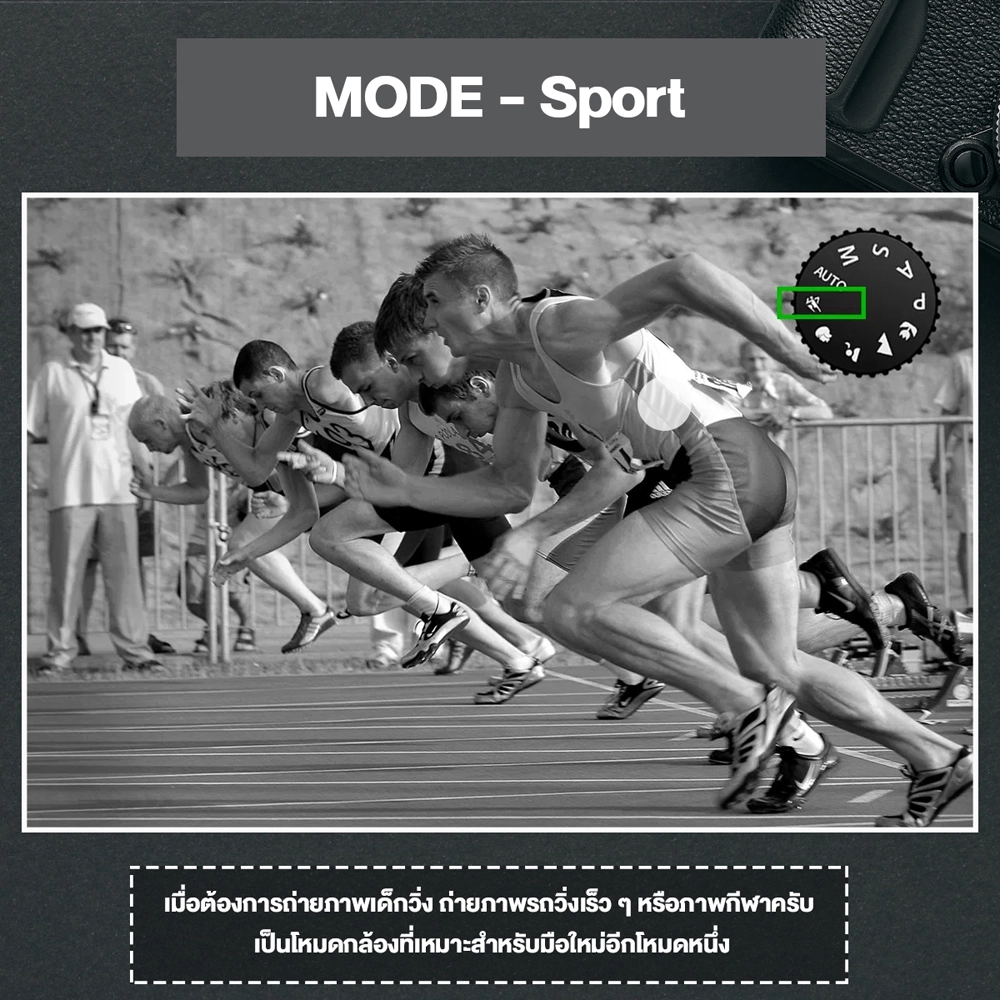 MODE - Sport
M
S
A
AUTO
P
เมื่อต้องการถ่ายภาพเด็กวิ่ง ถ่ายภาพรถวิ่งเร็ว ๆ หรือภาพกีฬาครับ
เป็นโหมดกล้องที่เหมาะสำหรับมือใหม่อีกโหมดหนึ่ง